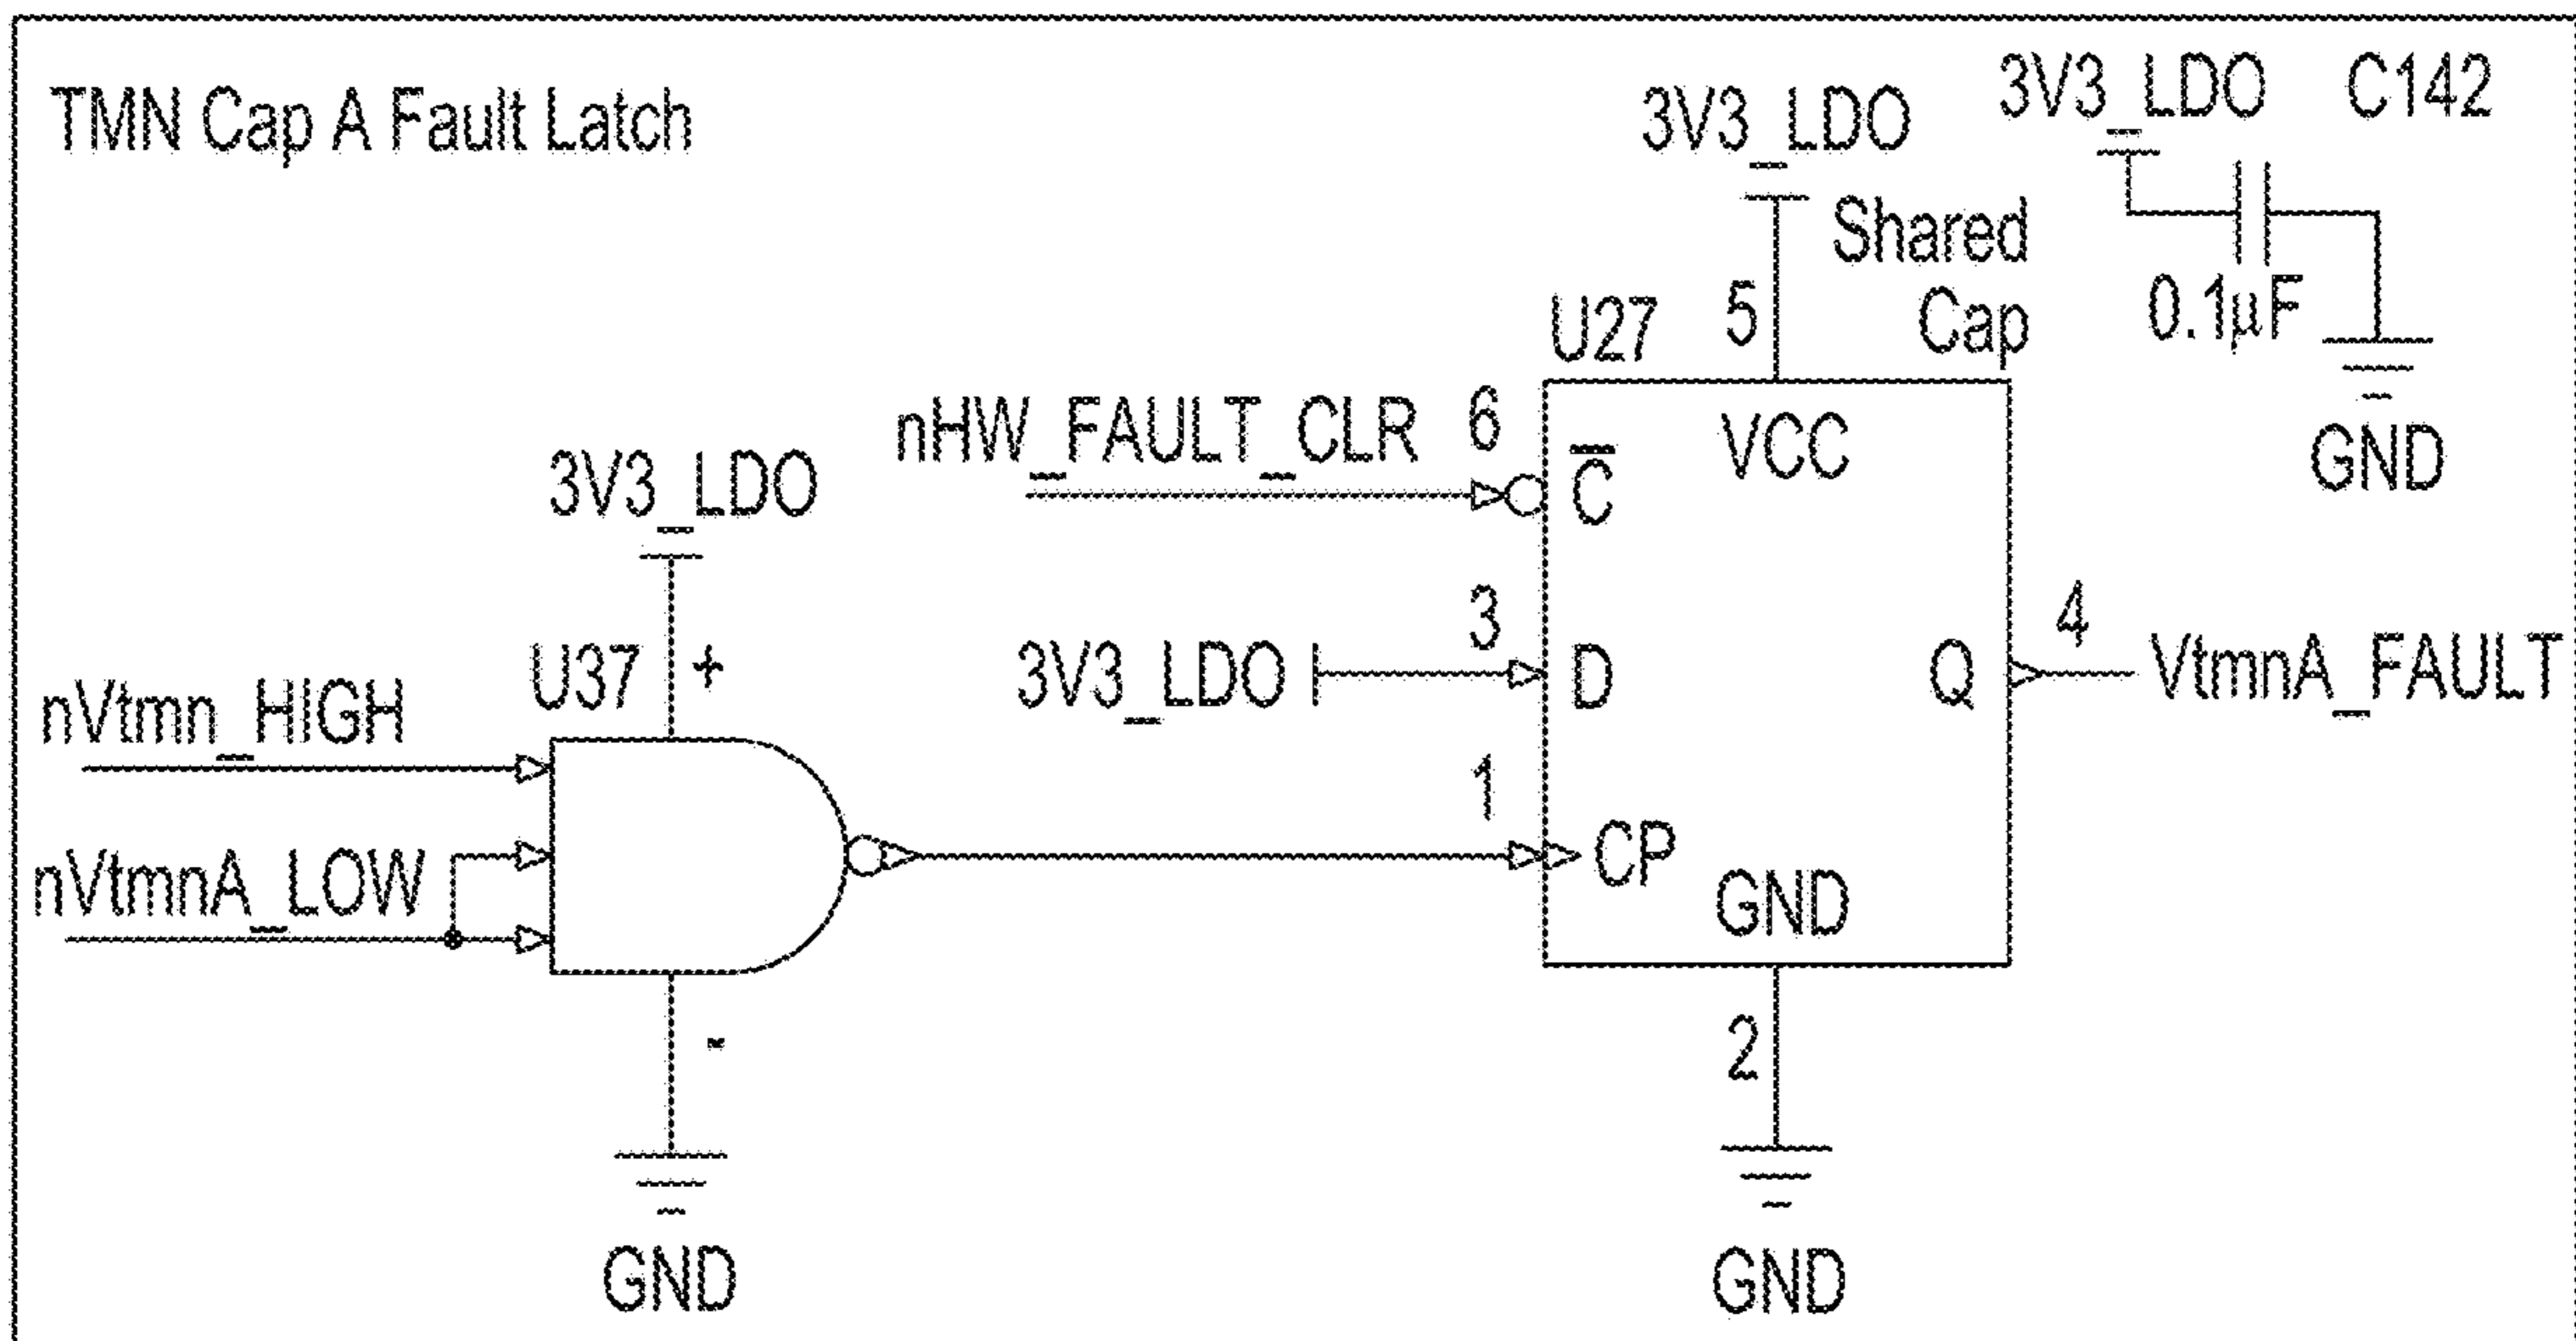 TMN Cap A Fault Latch
3V3_LDO
3V3_LDO C142
Shared
Cap
0.1µF
GND
U27
5
nHW_FAULT_CLR
6
C̅
VCC
3V3_LDO
U37
+
-
GND
nVtmn_HIGH
nVtmnA_LOW
3V3_LDO
3
D
Q
4
VtmnA_FAULT
1
CP
GND
2
GND